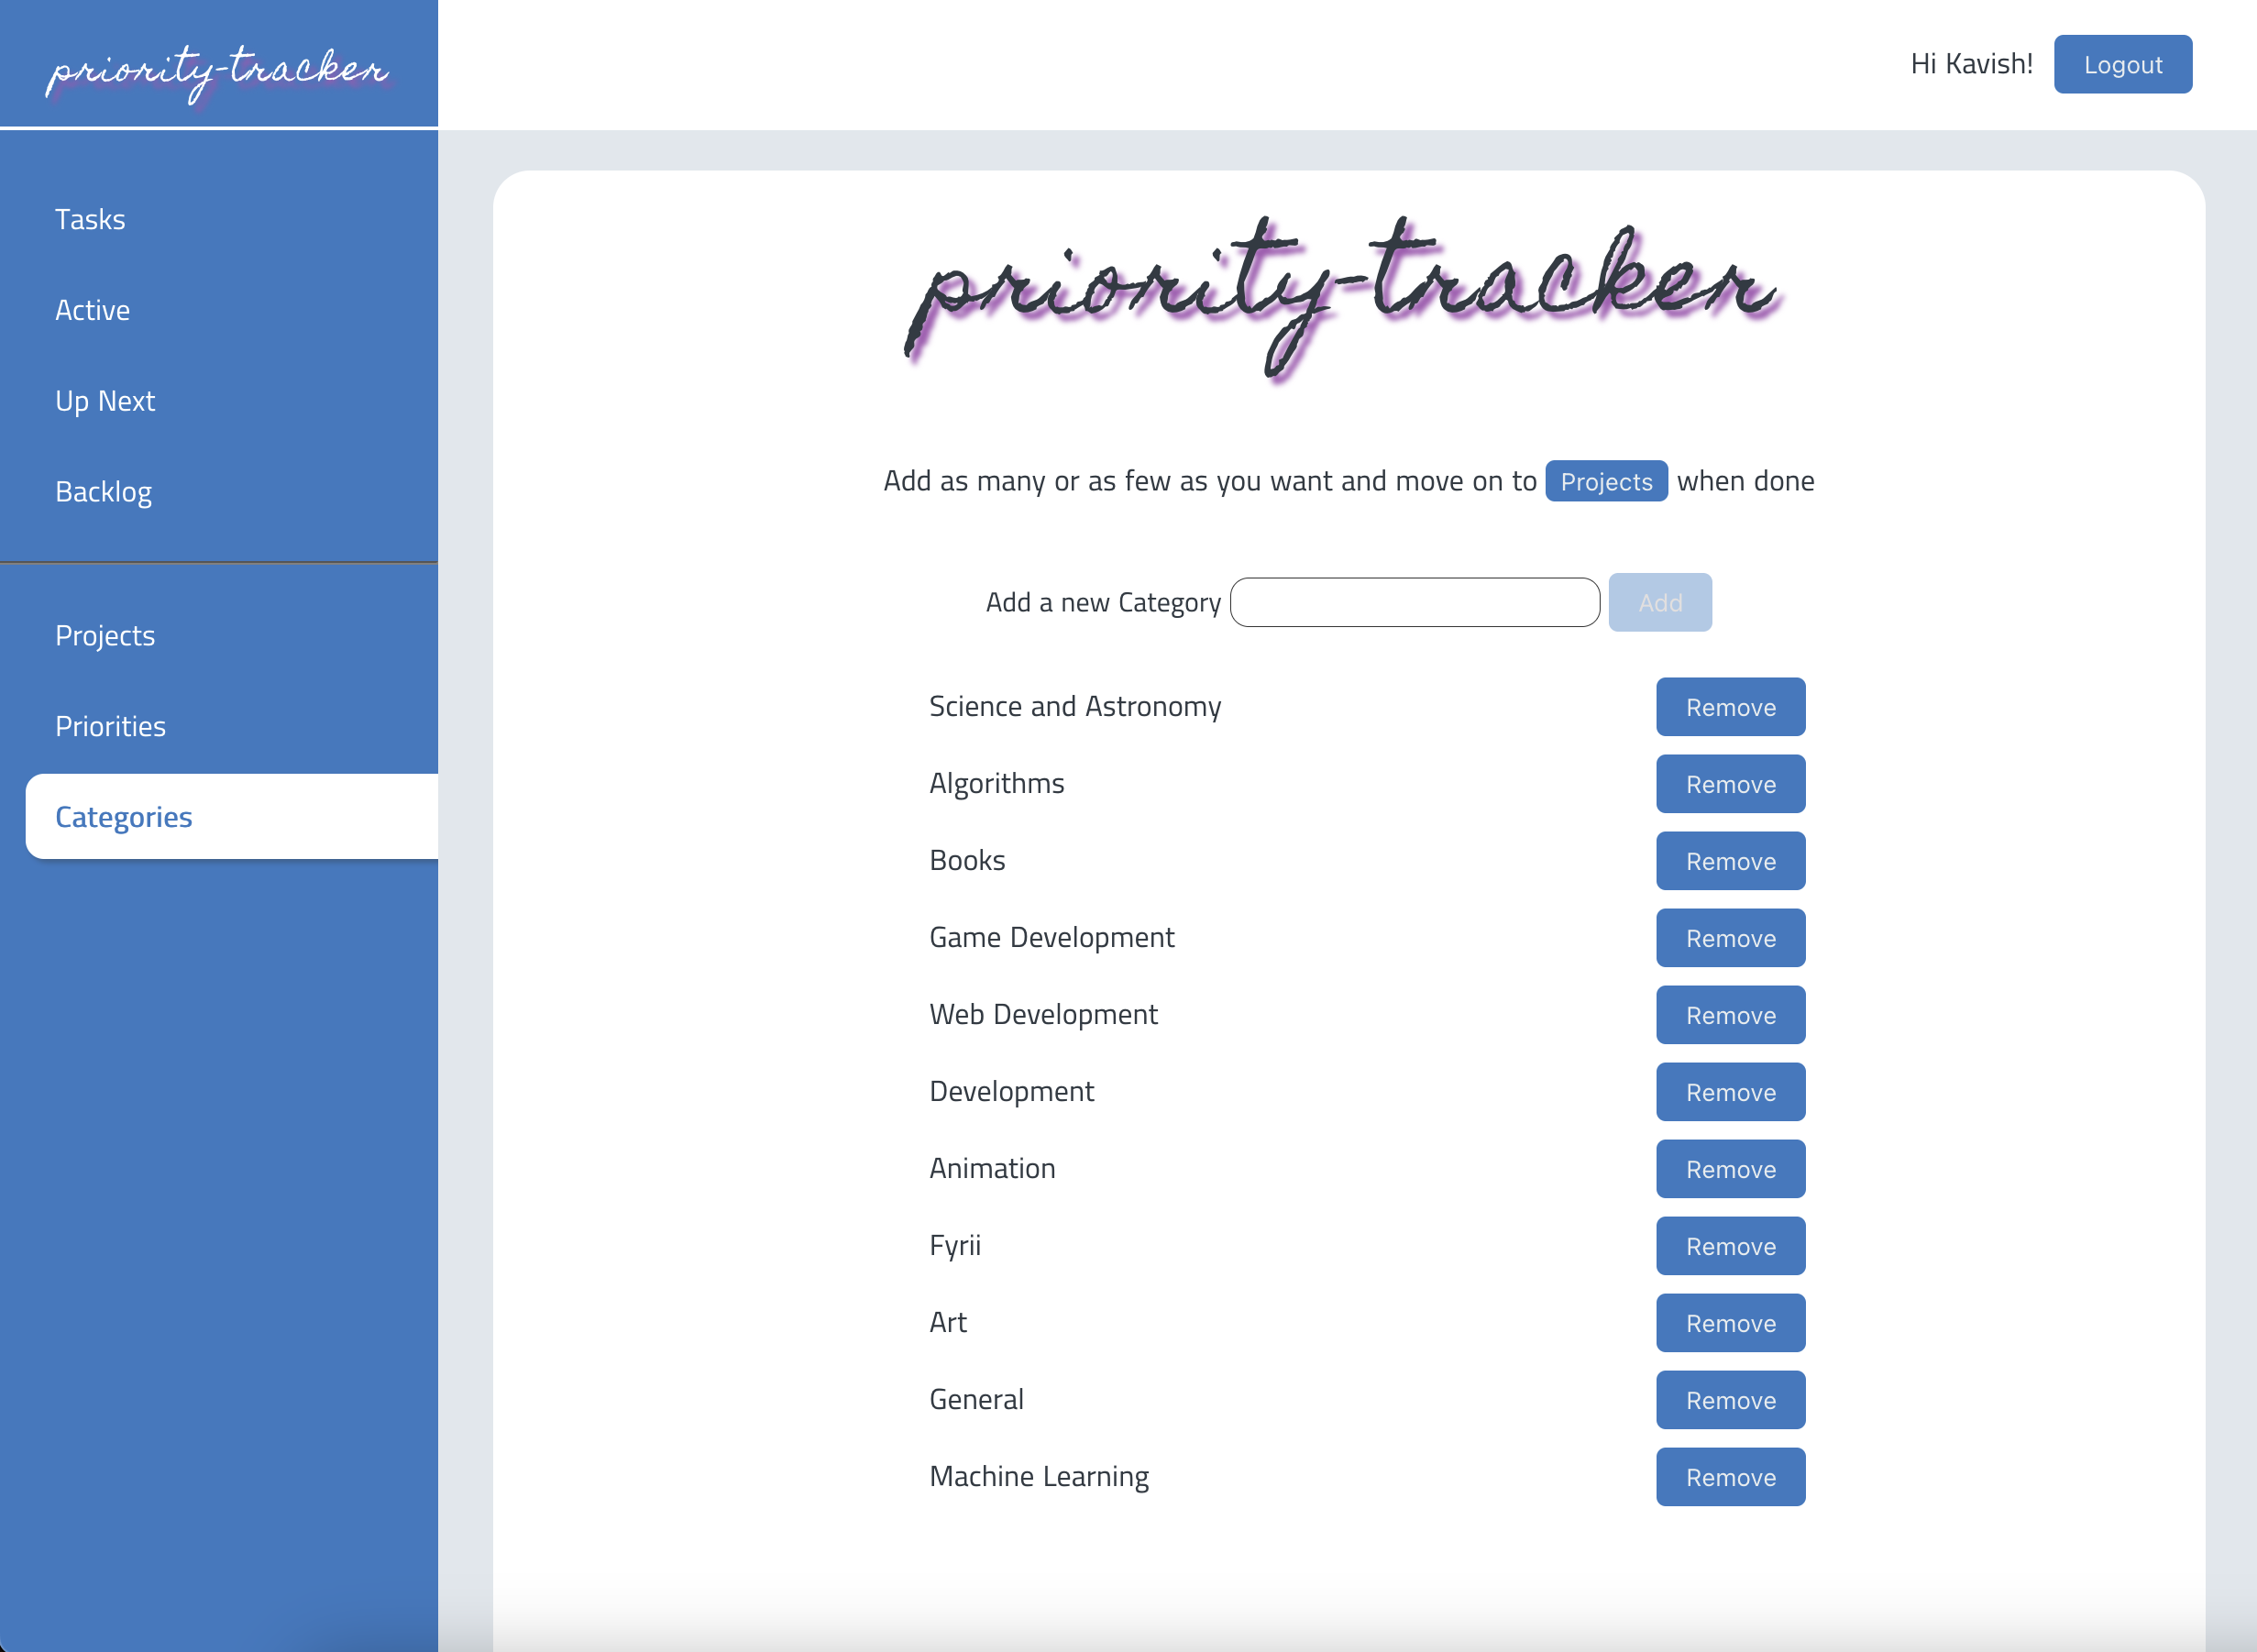 priority-tracker
Hi Kavish! Logout
Tasks
Active
Up Next
Backlog
Projects
Priorities
Categories
priority-tracker
Add as many or as few as you want and move on to Projects when done
Add a new Category Add
Science and Astronomy Remove
Algorithms Remove
Books Remove
Game Development Remove
Web Development Remove
Development Remove
Animation Remove
Fyrii Remove
Art Remove
General Remove
Machine Learning Remove